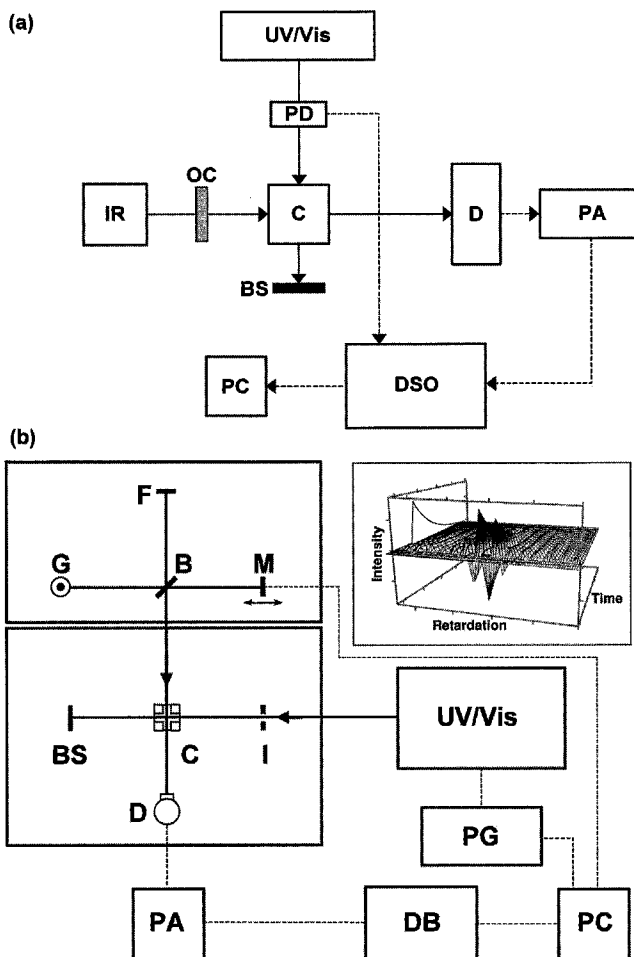 (a)
UV/Vis
PD
OC
IR
C
D
PA
BS
PC
DSO
(b)
F
G
B
M
Intensity
Time
Retardation
UV/Vis
BS
C
I
D
PG
PA
DB
PC